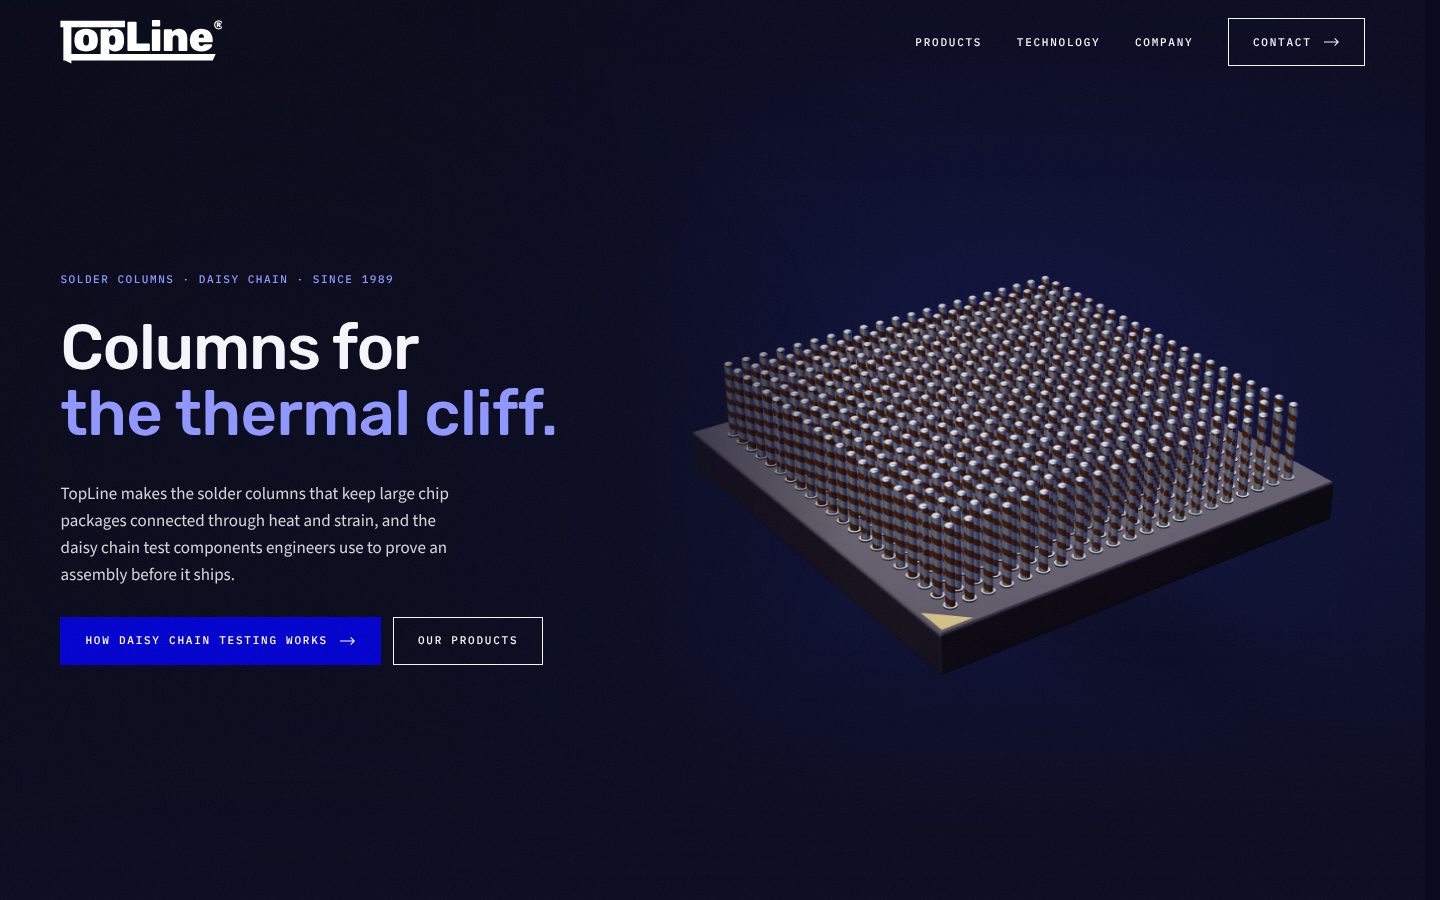 TopLine®
PRODUCTS
TECHNOLOGY
COMPANY
CONTACT →
SOLDER COLUMNS · DAISY CHAIN · SINCE 1989
Columns for
the thermal cliff.
TopLine makes the solder columns that keep large chip
packages connected through heat and strain, and the
daisy chain test components engineers use to prove an
assembly before it ships.
HOW DAISY CHAIN TESTING WORKS →
OUR PRODUCTS